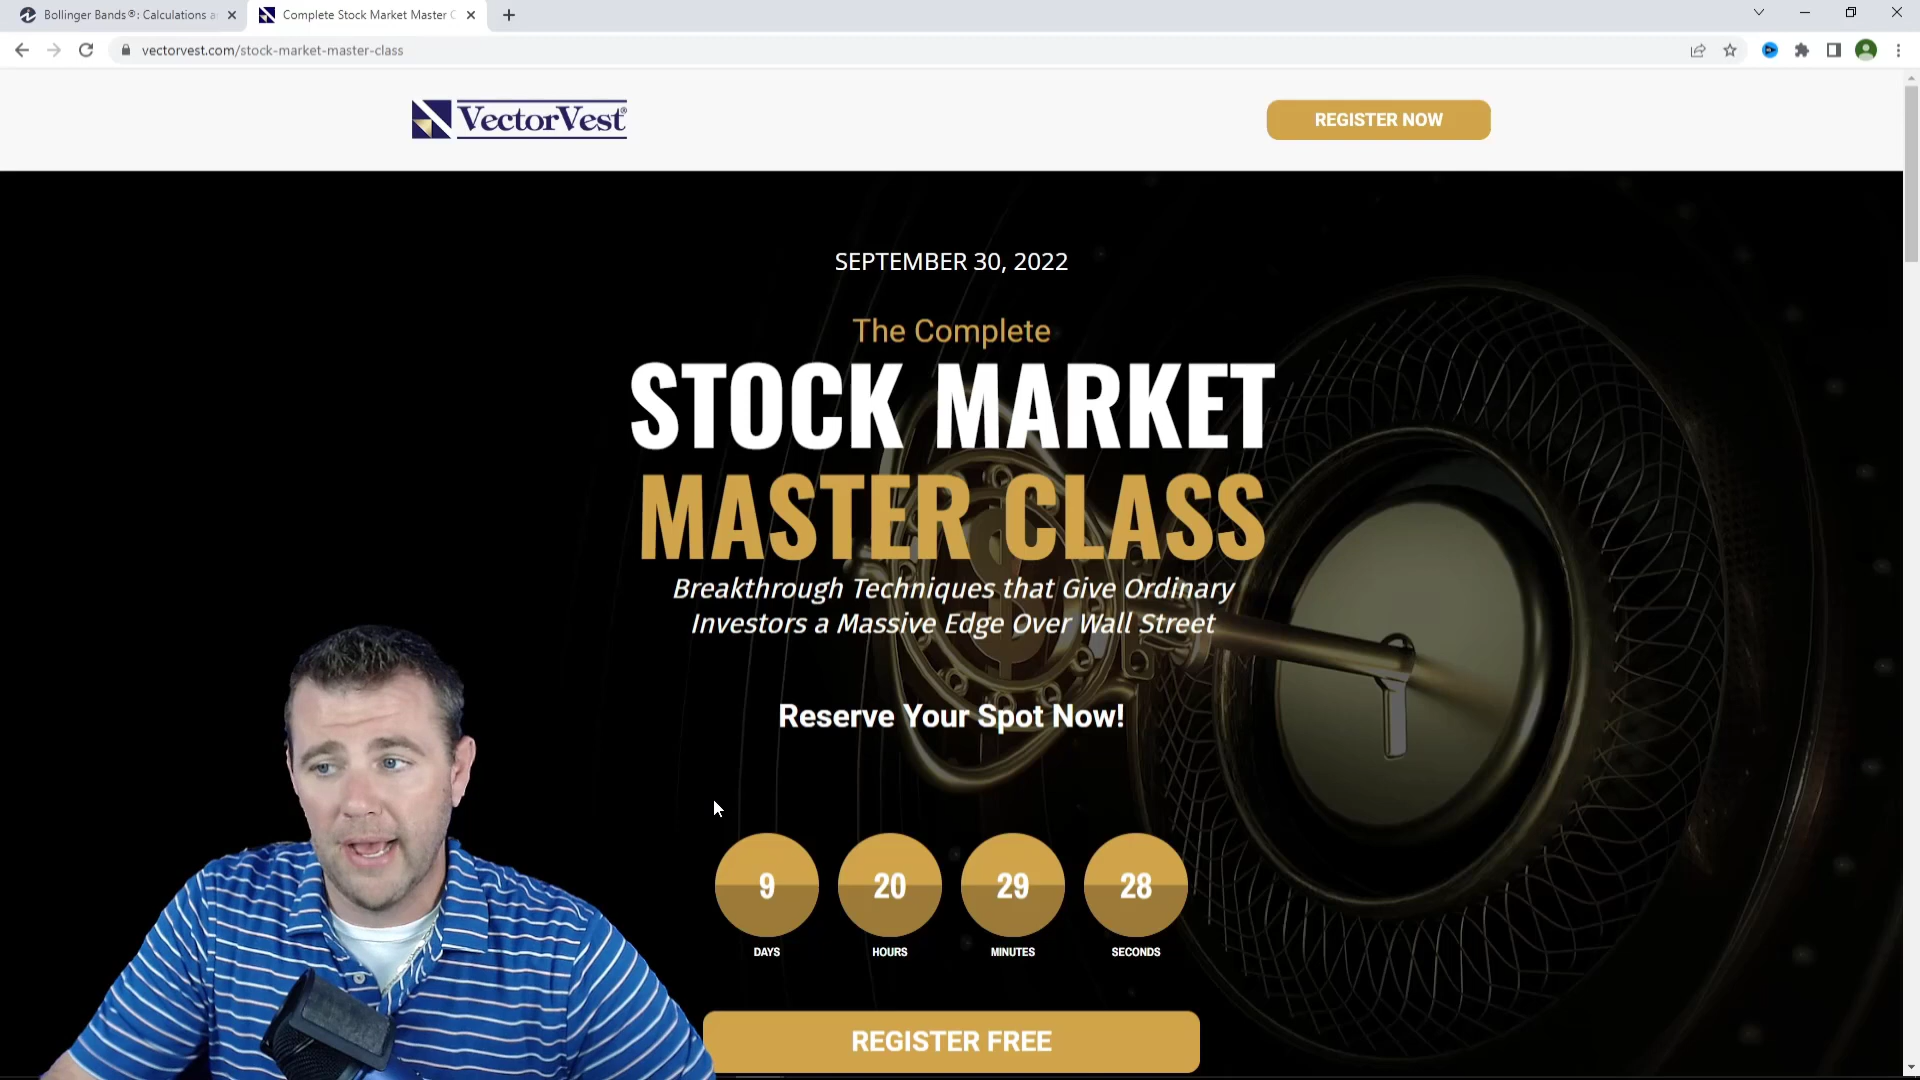 Bollinger Bands®: Calculations a
Complete Stock Market Master C
vectorvest.com/stock-market-master-class
VectorVest®
REGISTER NOW
SEPTEMBER 30, 2022
The Complete
STOCK MARKET
MASTER CLASS
Breakthrough Techniques that Give Ordinary
Investors a Massive Edge Over Wall Street
Reserve Your Spot Now!
9 20 29 28
DAYS HOURS MINUTES SECONDS
REGISTER FREE